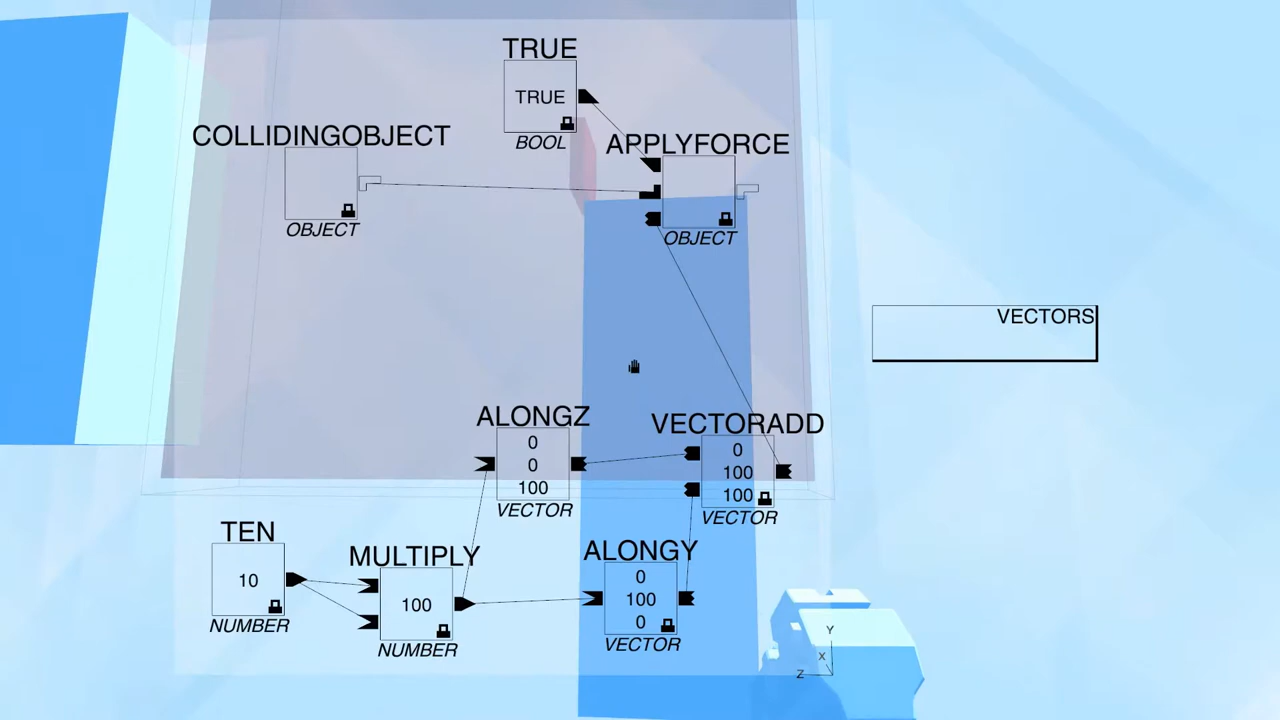 TRUE
TRUE
BOOL
COLLIDINGOBJECT
OBJECT
APPLYFORCE
OBJECT
VECTORS
ALONGZ
0
0
100
VECTOR
VECTORADD
0
100
100
VECTOR
TEN
10
NUMBER
MULTIPLY
100
NUMBER
ALONGY
0
100
0
VECTOR
Y
X
Z